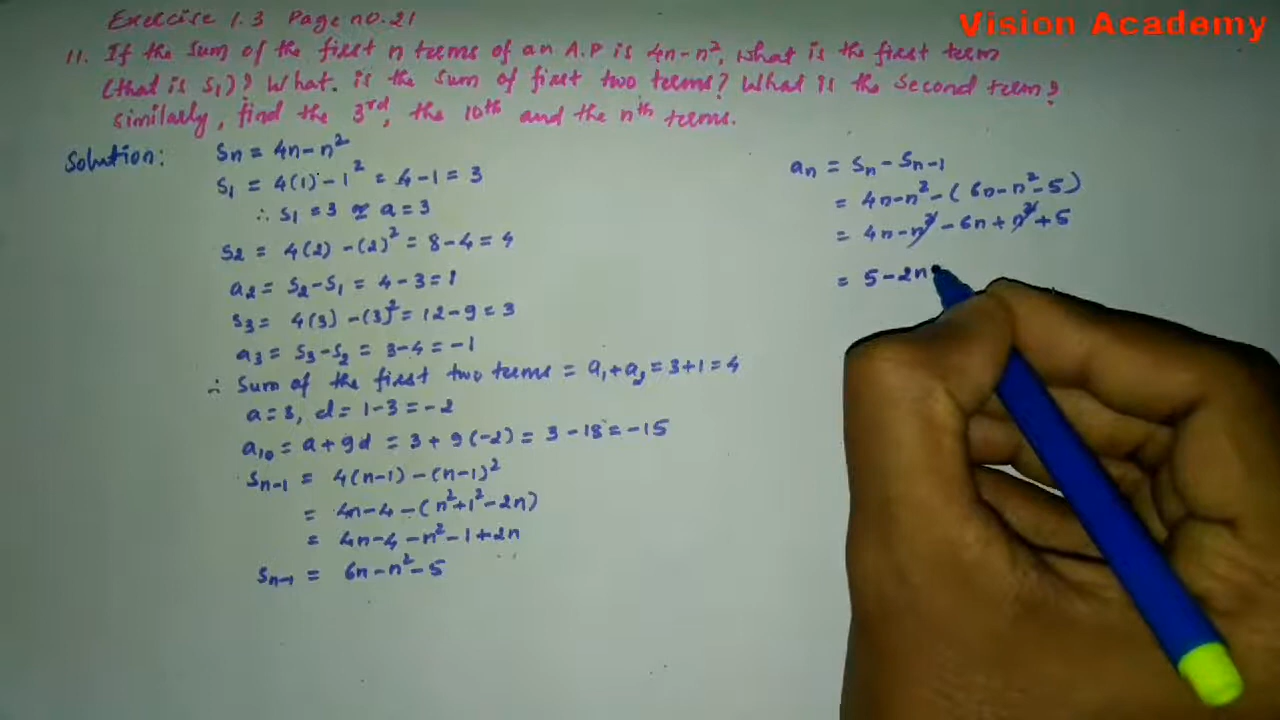 Exercise 1.3 Page no.21
Vision Academy
11. If the sum of the first n terms of an A.P is 4n-n², what is the first term
(that is S₁)? What. is the sum of first two terms? What is the second term?
similarly, find the 3rd, the 10th and the nth terms.
Solution: Sn = 4n-n²
S₁ = 4(1)-1² = 4-1 = 3
∴ S₁ = 3 or a = 3
S₂ = 4(2) -(2)² = 8-4 = 4
a₂ = S₂-S₁ = 4-3 = 1
S₃ = 4(3) -(3)² = 12-9 = 3
a₃ = S₃-S₂ = 3-4 = -1
∴ Sum of the first two terms = a₁+a₂ = 3+1 = 4
a=3, d= 1-3 = -2
a₁₀ = a+9d = 3+9(-2) = 3-18 = -15
Sn-1 = 4(n-1) -(n-1)²
= 4n-4 -(n²+1²-2n)
= 4n-4-n²-1+2n
Sn-1 = 6n-n²-5
an = Sn-Sn-1
= 4n-n²-(6n-n²-5)
= 4n-n²-6n+n²+5
= 5-2n